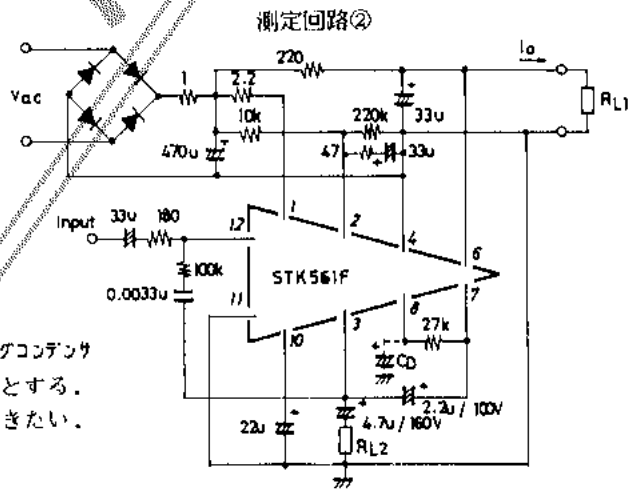 測定回路②
Vac
1
2.2
220
10k
470u
220k
47
33u
33u
Io
RL1
Input
33u
180
100k
0.0033u
12
11
10
1
2
3
4
8
6
7
STK561F
27k
CD
2.2u / 100V
4.7u / 160V
22u
RL2
グコンデンサ
とする.
きたい.